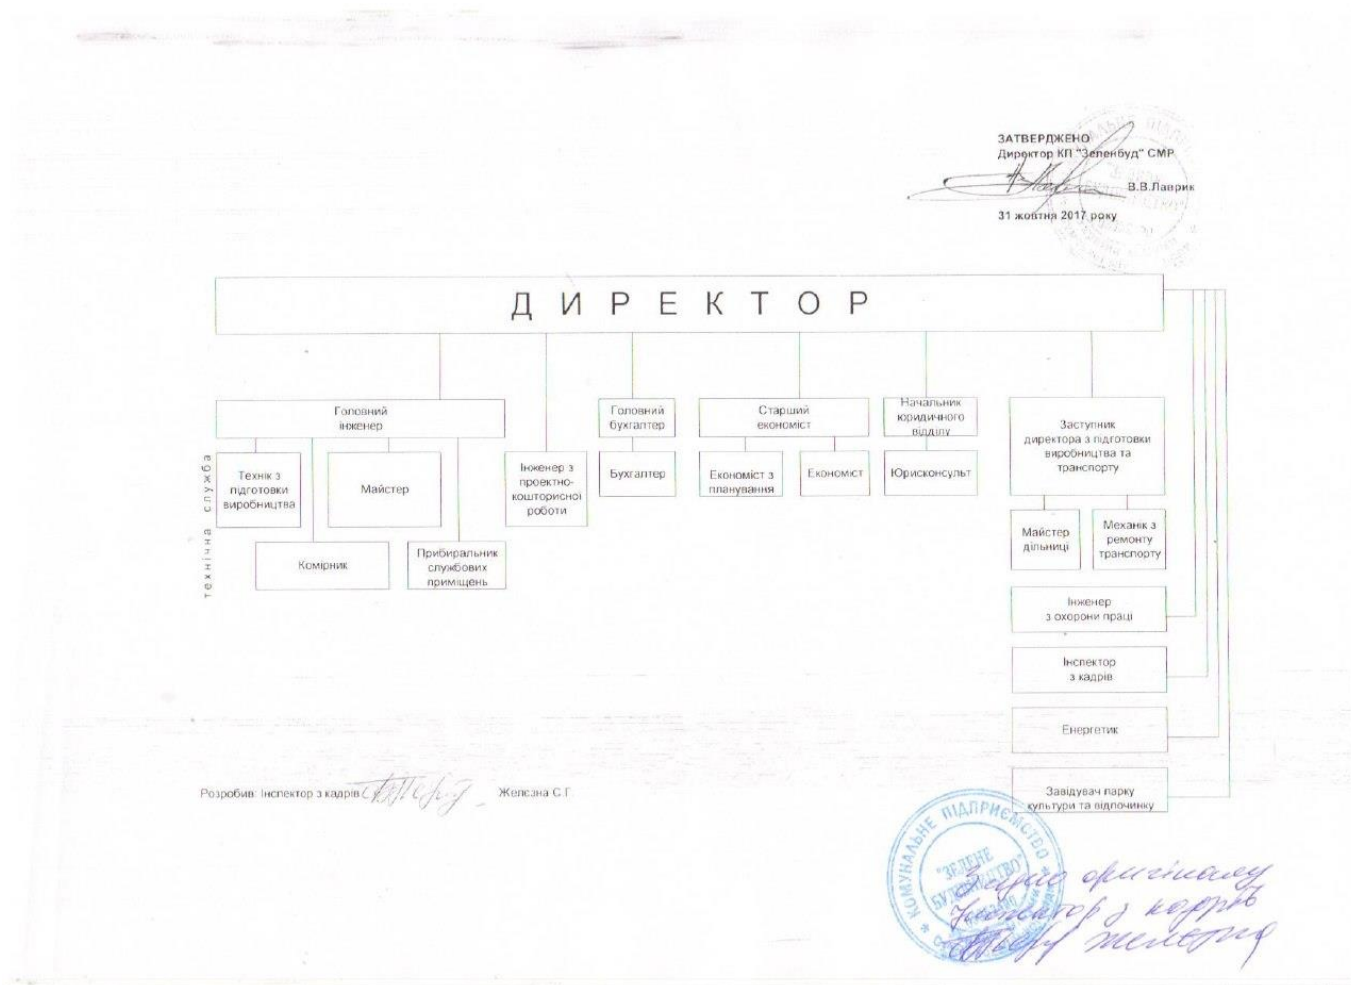 ЗАТВЕРДЖЕНО
Директор КП "Зеленбуд" СМР
В.В.Лаврик
31 жовтня 2017 року
ДИРЕКТОР
Головний
інженер
Головний
бухгалтер
Старший
економіст
Начальник
юридичного
відділу
Заступник
директора з підготовки
виробництва та
транспорту
технічна служба
Технік з
підготовки
виробництва
Майстер
Інженер з
проектно-
кошторисної
роботи
Бухгалтер
Економіст з
планування
Економіст
Юрисконсульт
Майстер
дільниці
Механік з
ремонту
транспорту
Комірник
Прибиральник
службових
приміщень
Інженер
з охорони праці
Інспектор
з кадрів
Енергетик
Завідувач парку
культури та відпочинку
Розробив: Інспектор з кадрів
Желєзна С.Г.
КОМУНАЛЬНЕ ПІДПРИЄМСТВО
"ЗЕЛЕНЕ
БУДІВНИЦТВО"
Згідно оригіналу
Інспектор з кадрів
Желєзна